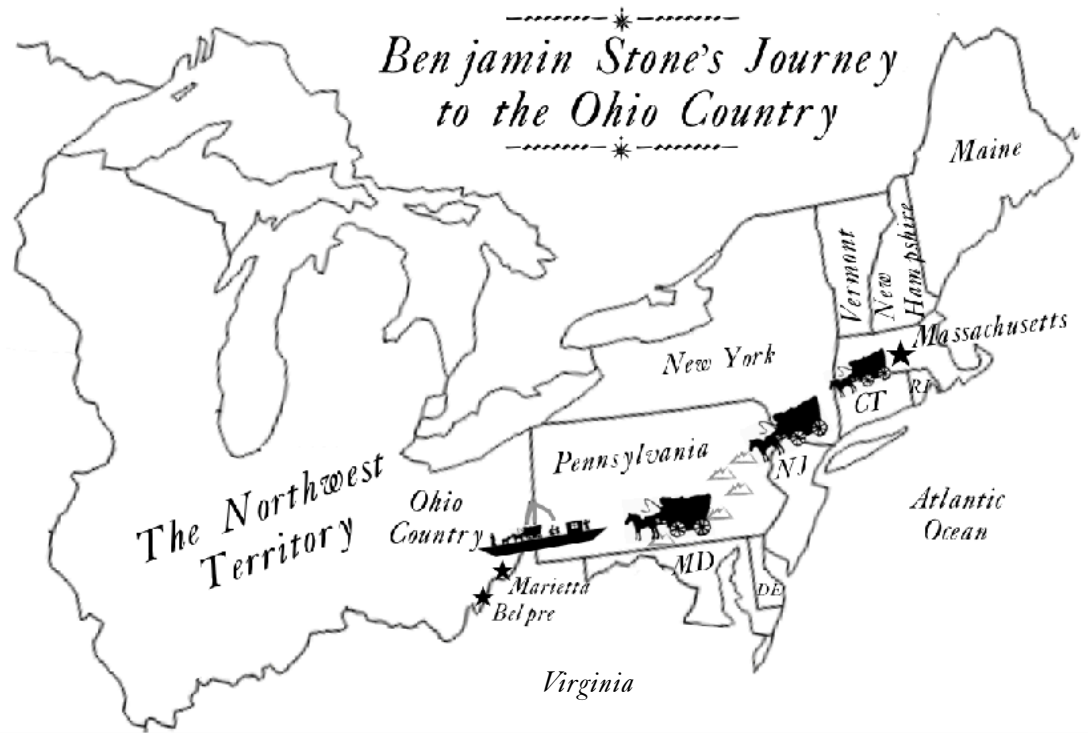 Benjamin Stone's Journey
to the Ohio Country
Maine
Vermont
New
Hampshire
Massachusetts
New York
CT
RI
Pennsylvania
NJ
The Northwest
Territory
Ohio
Country
Atlantic
Ocean
MD
DE
Marietta
Belpre
Virginia